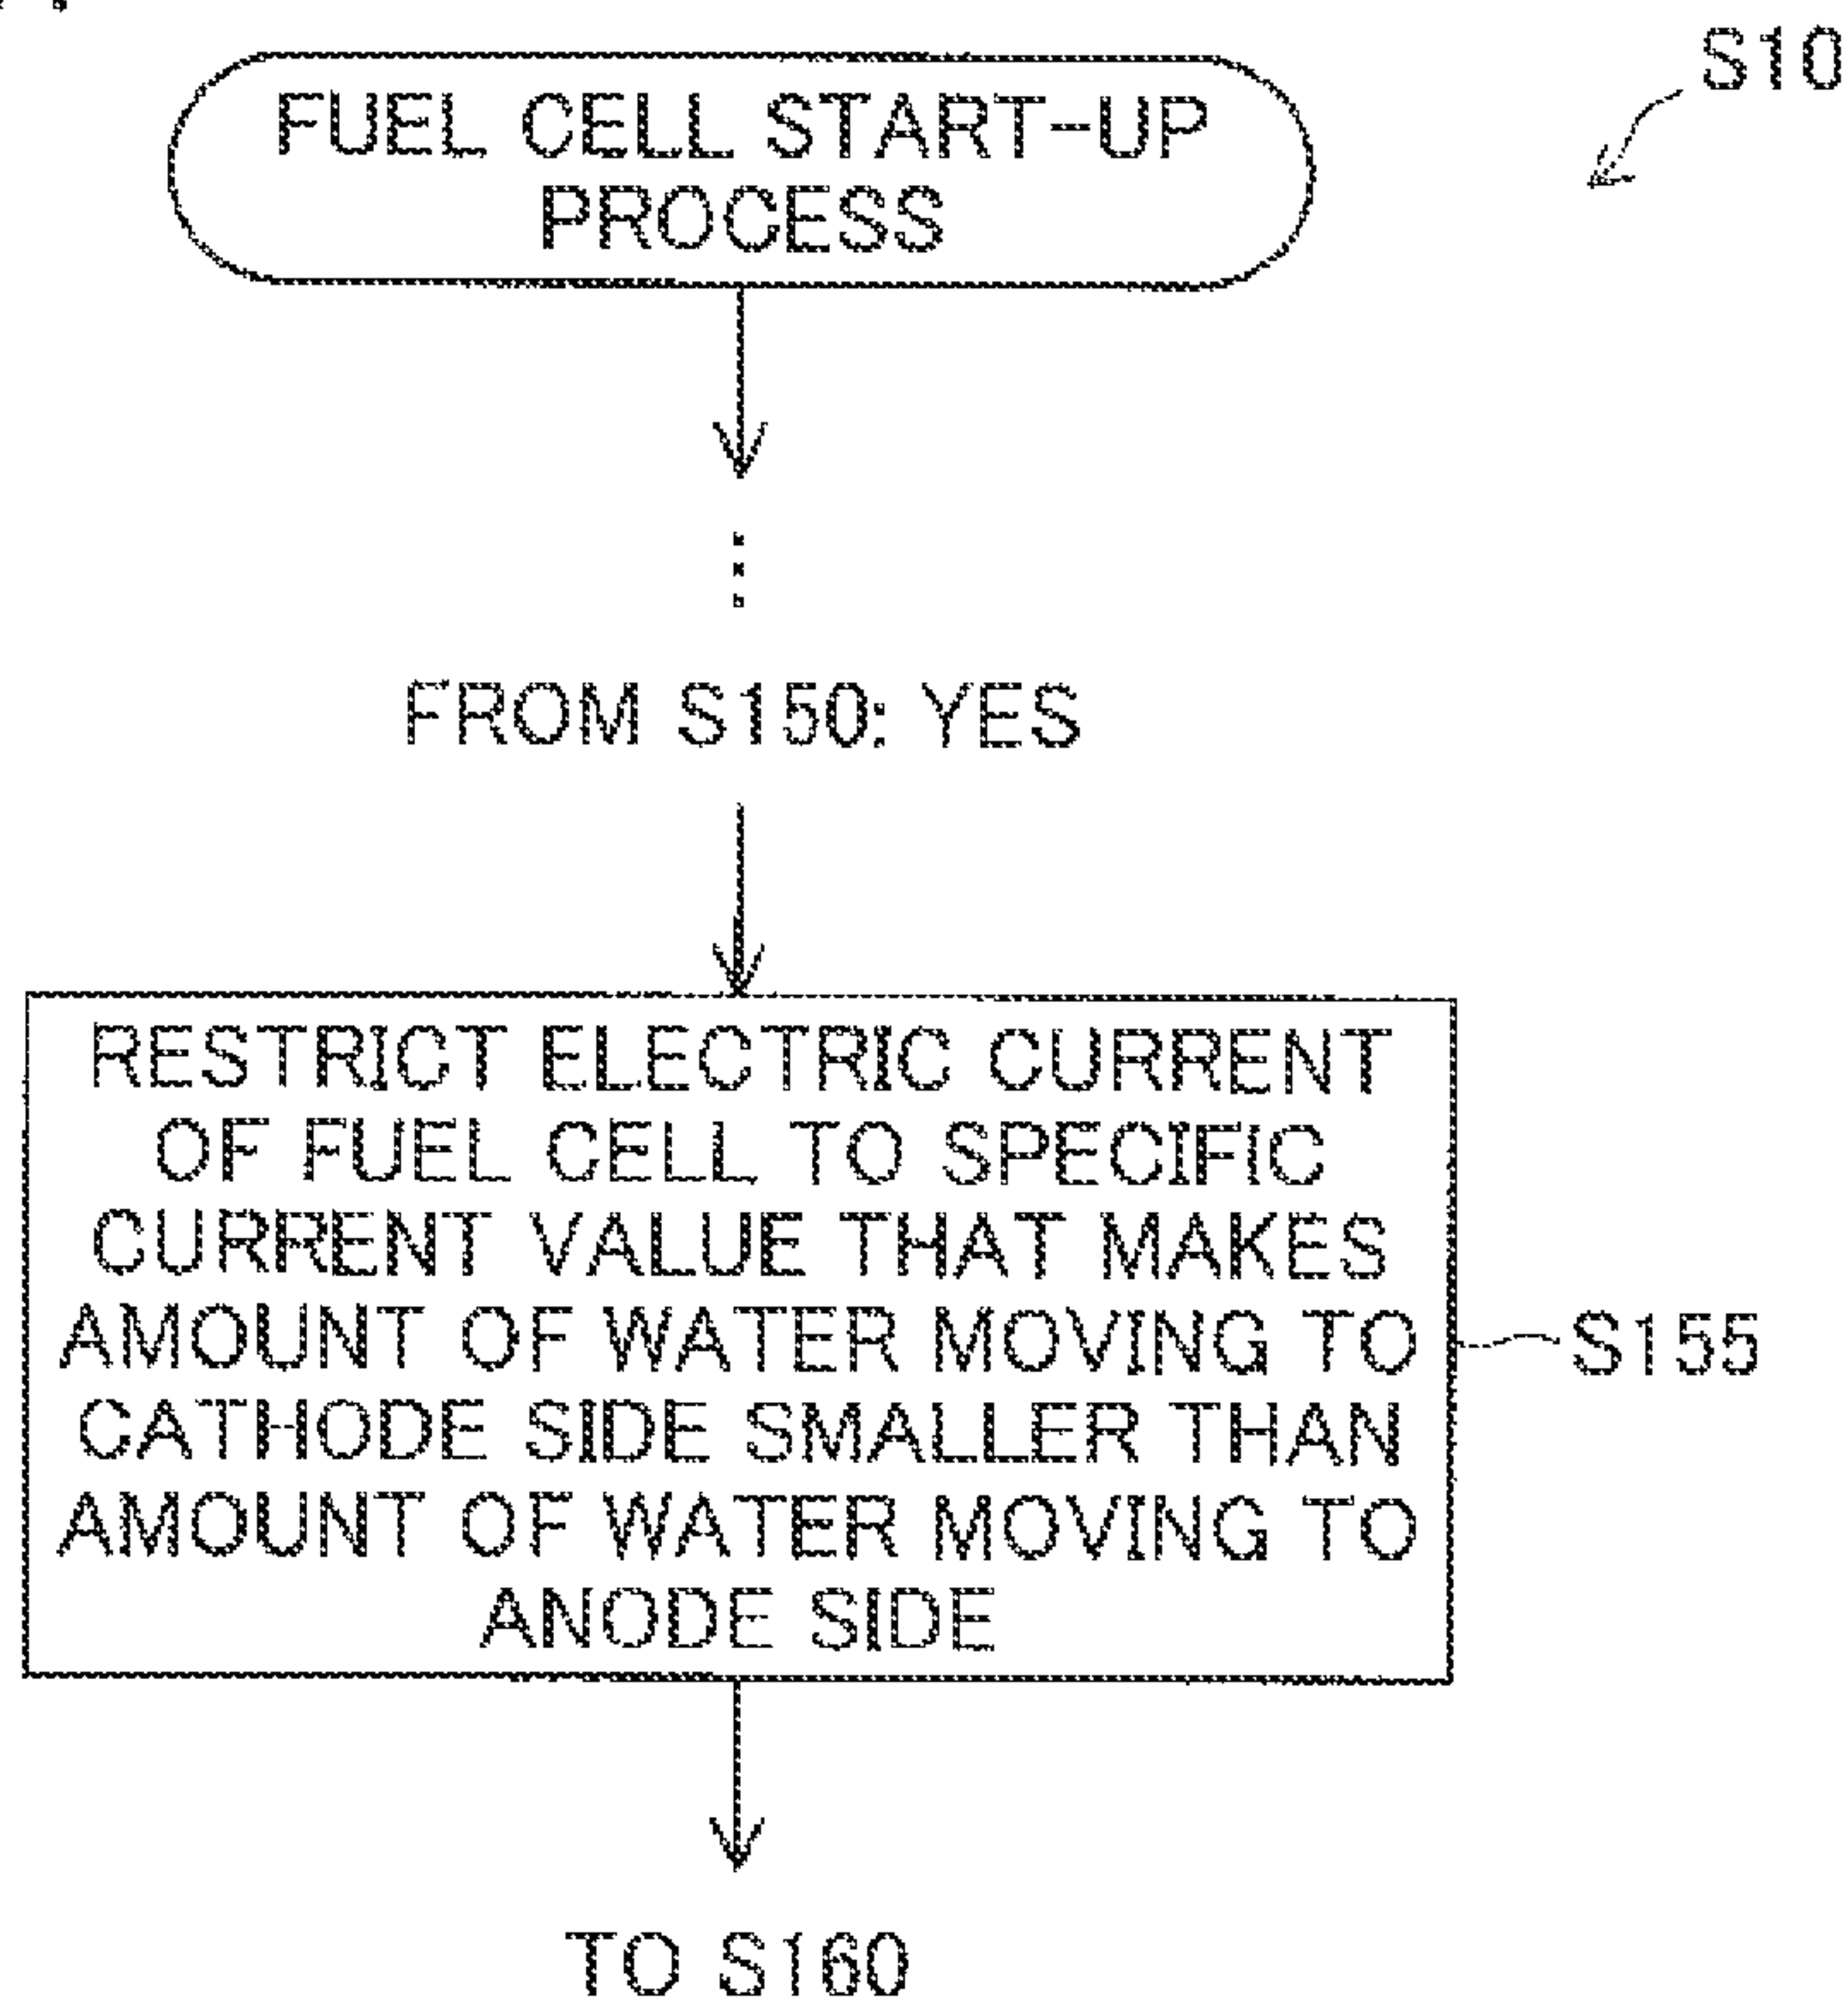 S10
FUEL CELL START-UP
PROCESS
FROM S150: YES
RESTRICT ELECTRIC CURRENT
OF FUEL CELL TO SPECIFIC
CURRENT VALUE THAT MAKES
AMOUNT OF WATER MOVING TO
CATHODE SIDE SMALLER THAN
AMOUNT OF WATER MOVING TO
ANODE SIDE
S155
TO S160